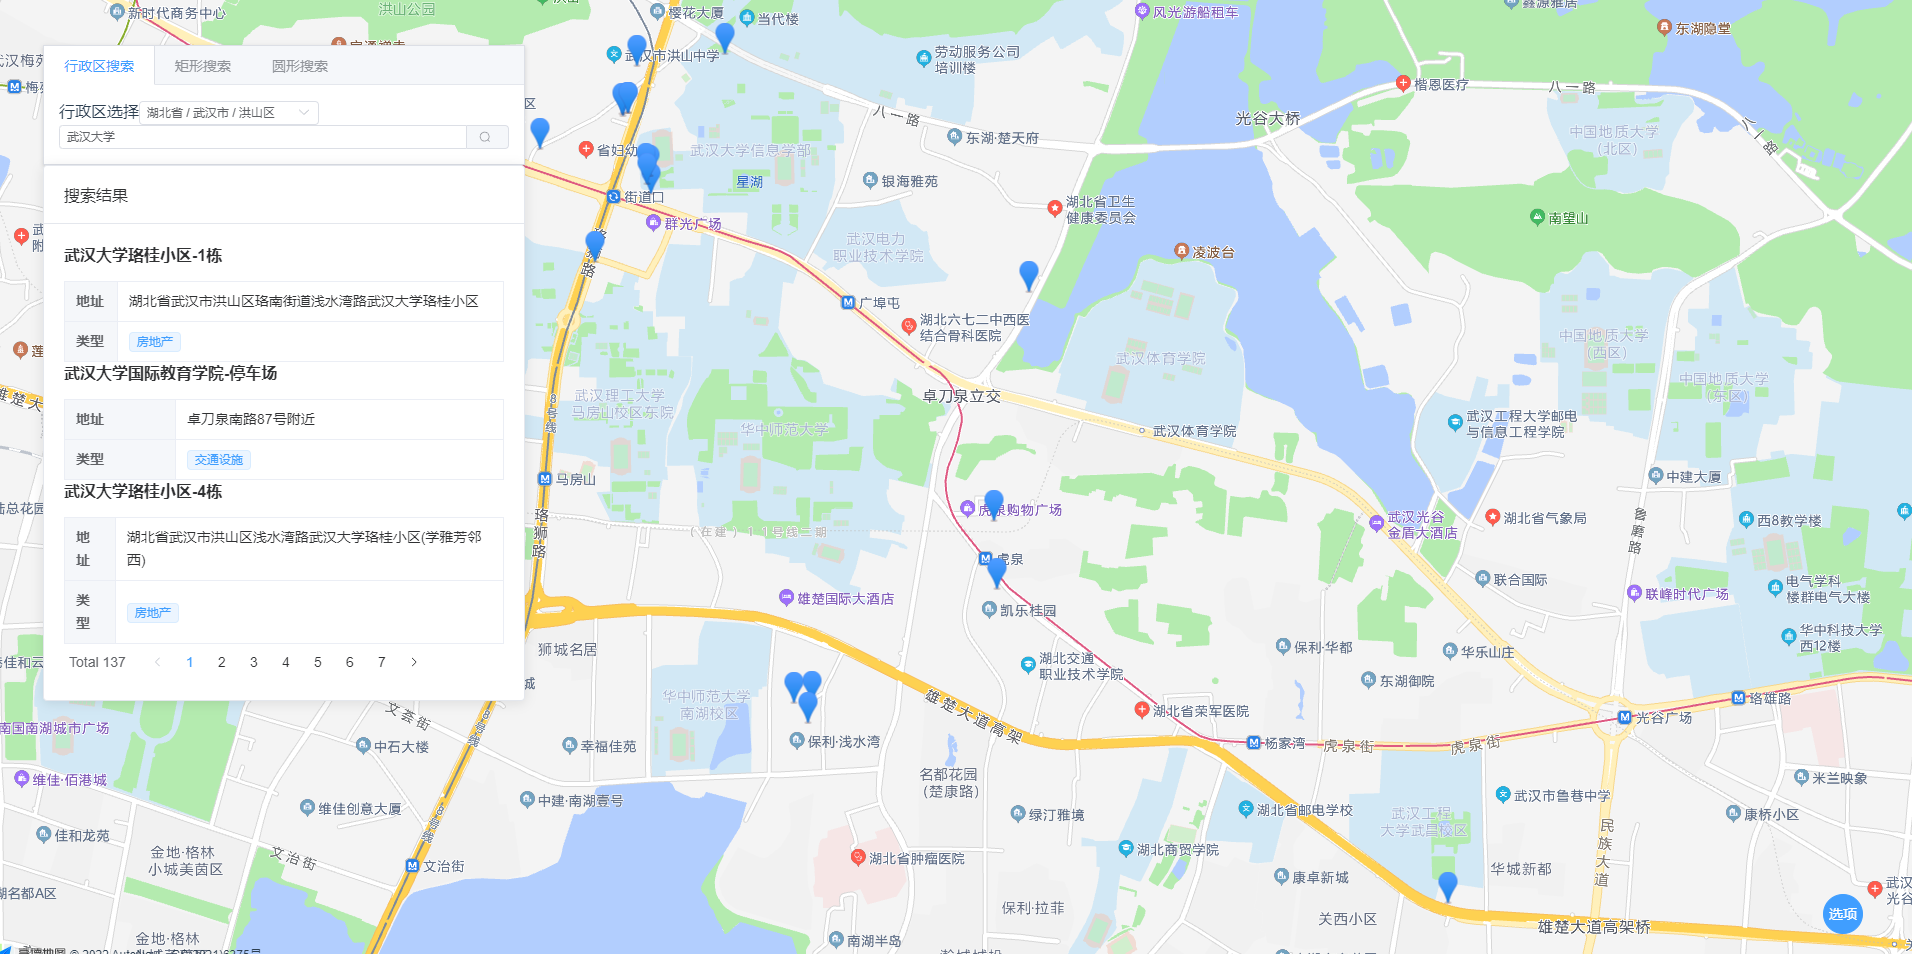 行政区搜索
矩形搜索
圆形搜索
行政区选择
湖北省 / 武汉市 / 洪山区
武汉大学
搜索结果
武汉大学珞桂小区-1栋
地址
湖北省武汉市洪山区珞南街道浅水湾路武汉大学珞桂小区
类型
房地产
武汉大学国际教育学院-停车场
地址
卓刀泉南路87号附近
类型
交通设施
武汉大学珞桂小区-4栋
地
址
湖北省武汉市洪山区浅水湾路武汉大学珞桂小区(学雅芳邻
西)
类
型
房地产
Total 137
1
2
3
4
5
6
7
新时代商务中心
洪山公园
樱花大厦
当代楼
风光游船租车
东湖隐堂
武汉市洪山中学
劳动服务公司
培训楼
楷恩医疗
八一路
八一路
八一路
光谷大桥
中国地质大学
(北区)
东湖·楚天府
武汉大学信息学部
星湖
银海雅苑
街道口
群光广场
湖北省卫生
健康委员会
南望山
武汉电力
职业技术学院
凌波台
广埠屯
湖北六七二中西医
结合骨科医院
中国地质大学
(西区)
武汉体育学院
中国地质大学
(东区)
武汉理工大学
马房山校区东院
卓刀泉立交
8号线
华中师范大学
武汉体育学院
武汉工程大学邮电
与信息工程学院
马房山
中建大厦
虎泉购物广场
武汉光谷
金盾大酒店
湖北省气象局
西8教学楼
珞狮路
(在建)11号线二期
鲁磨路
虎泉
联合国际
电气学科
楼群电气大楼
联峰时代广场
雄楚国际大酒店
凯乐桂园
华中科技大学
西12楼
狮城名居
保利·华都
华乐山庄
湖北交通
职业技术学院
东湖御院
珞雄路
华中师范大学
南湖校区
雄楚大道高架
湖北省荣军医院
光谷广场
文荟街
8号线
南国南湖城市广场
中石大楼
幸福佳苑
保利·浅水湾
杨家湾
虎泉街
虎泉街
维佳·佰港城
名都花园
(楚康路)
米兰映象
维佳创意大厦
中建·南湖壹号
绿汀雅境
湖北省邮电学校
武汉市鲁巷中学
武汉工程
大学武昌校区
康桥小区
8号线
佳和龙苑
民族大道
金地·格林
小城美茵区
文治街
文治街
湖北省肿瘤医院
湖北商贸学院
华城新都
康卓新城
湖名都A区
保利·拉菲
关西小区
选项
雄楚大道高架桥
金地·格林
南湖半岛